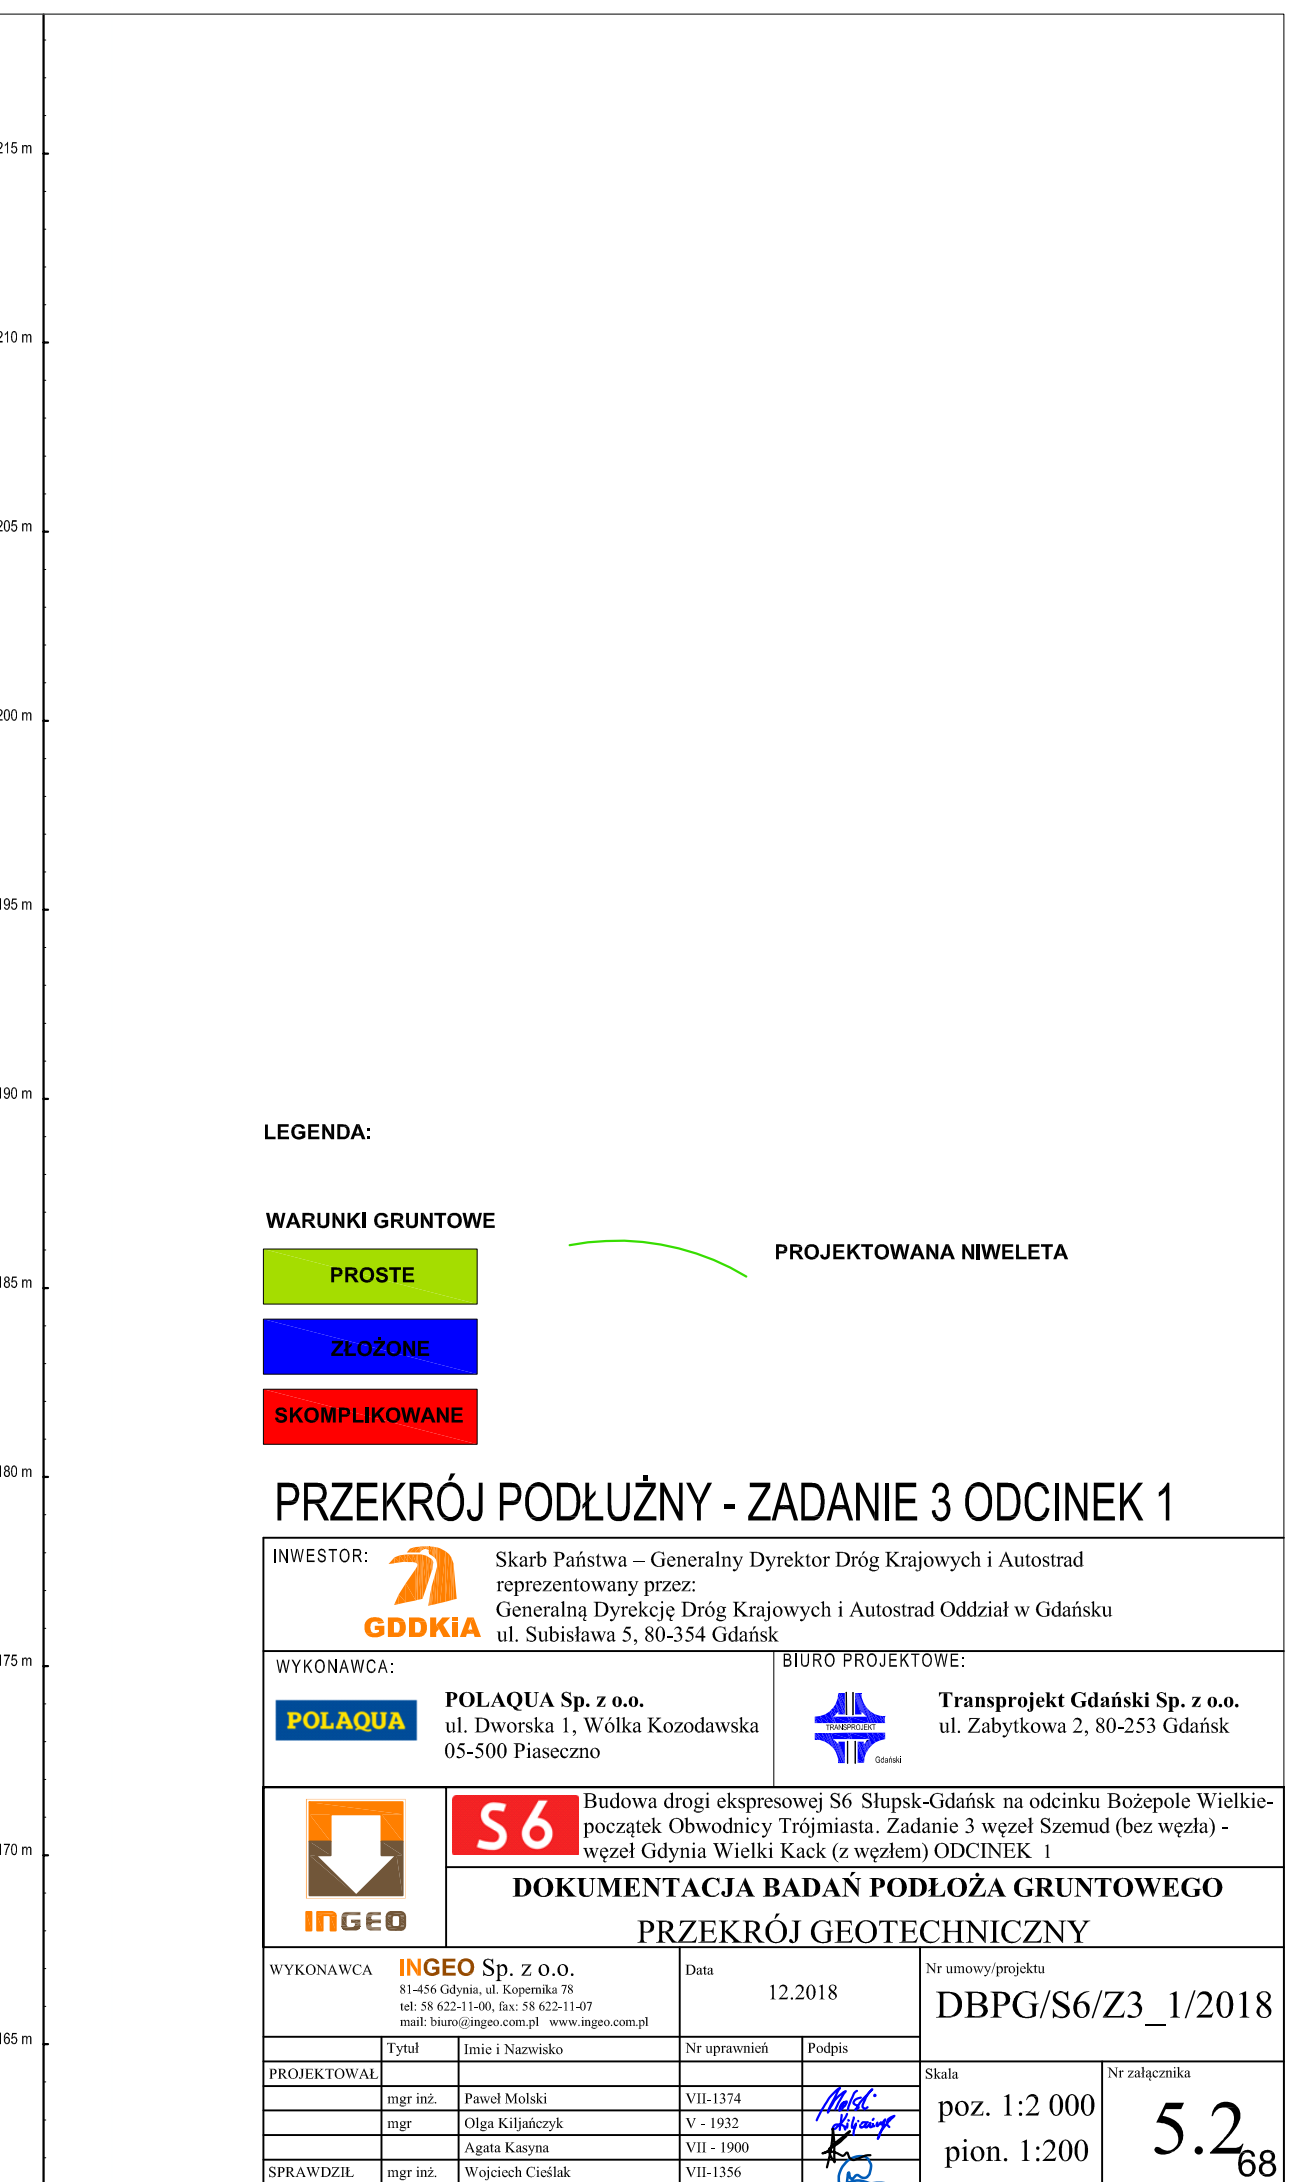 215 m
210 m
205 m
200 m
195 m
190 m
185 m
180 m
175 m
170 m
165 m
LEGENDA:
WARUNKI GRUNTOWE
PROSTE
ZŁOŻONE
SKOMPLIKOWANE
PROJEKTOWANA NIWELETA
PRZEKRÓJ PODŁUŻNY - ZADANIE 3 ODCINEK 1
INWESTOR:
GDDKiA
Skarb Państwa – Generalny Dyrektor Dróg Krajowych i Autostrad
reprezentowany przez:
Generalną Dyrekcję Dróg Krajowych i Autostrad Oddział w Gdańsku
ul. Subisława 5, 80-354 Gdańsk
WYKONAWCA:
POLAQUA
POLAQUA Sp. z o.o.
ul. Dworska 1, Wólka Kozodawska
05-500 Piaseczno
BIURO PROJEKTOWE:
TRANSPROJEKT
Gdański
Transprojekt Gdański Sp. z o.o.
ul. Zabytkowa 2, 80-253 Gdańsk
INGEO
S6
Budowa drogi ekspresowej S6 Słupsk-Gdańsk na odcinku Bożepole Wielkie-
początek Obwodnicy Trójmiasta. Zadanie 3 węzeł Szemud (bez węzła) -
węzeł Gdynia Wielki Kack (z węzłem) ODCINEK 1
DOKUMENTACJA BADAŃ PODŁOŻA GRUNTOWEGO
PRZEKRÓJ GEOTECHNICZNY
WYKONAWCA
INGEO Sp. z o.o.
81-456 Gdynia, ul. Kopernika 78
tel: 58 622-11-00, fax: 58 622-11-07
mail: biuro@ingeo.com.pl www.ingeo.com.pl
Data
12.2018
Nr umowy/projektu
DBPG/S6/Z3_1/2018
Tytuł Imie i Nazwisko Nr uprawnień Podpis
PROJEKTOWAŁ
mgr inż. Paweł Molski VII-1374 Molski
mgr Olga Kiljańczyk V - 1932 Kiljańczyk
Agata Kasyna VII - 1900
SPRAWDZIŁ mgr inż. Wojciech Cieślak VII-1356
Skala
poz. 1:2 000
pion. 1:200
Nr załącznika
5.2
68